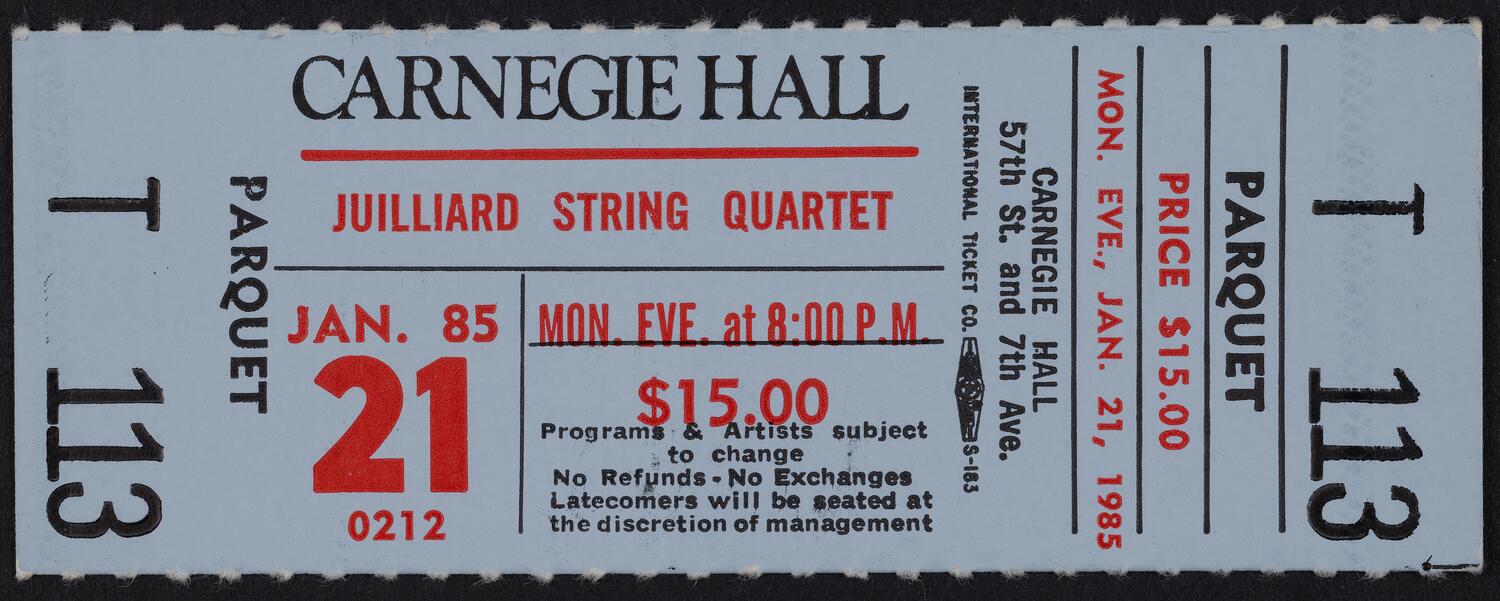 T 113
PARQUET
CARNEGIE HALL
JUILLIARD STRING QUARTET
JAN. 85
21
0212
MON. EVE. at 8:00 P.M.
$15.00
Programs & Artists subject
to change
No Refunds - No Exchanges
Latecomers will be seated at
the discretion of management
CARNEGIE HALL
57th St. and 7th Ave.
INTERNATIONAL TICKET CO. S-183
MON. EVE., JAN. 21, 1985
PRICE $15.00
PARQUET
T 113